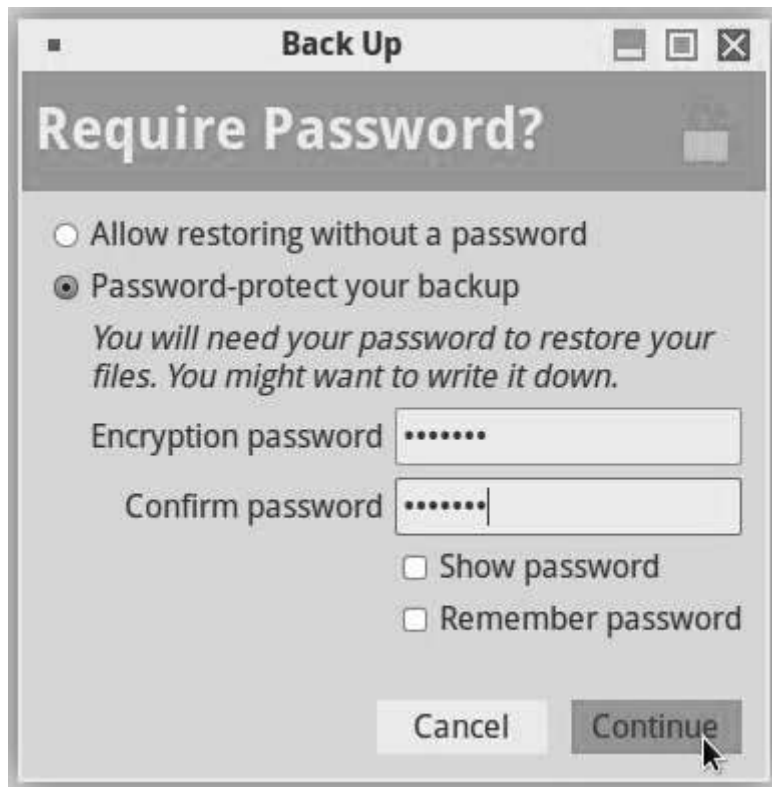 Back Up
Require Password?
Allow restoring without a password
Password-protect your backup
You will need your password to restore your
files. You might want to write it down.
Encryption password •••••••
Confirm password •••••••
Show password
Remember password
Cancel Continue